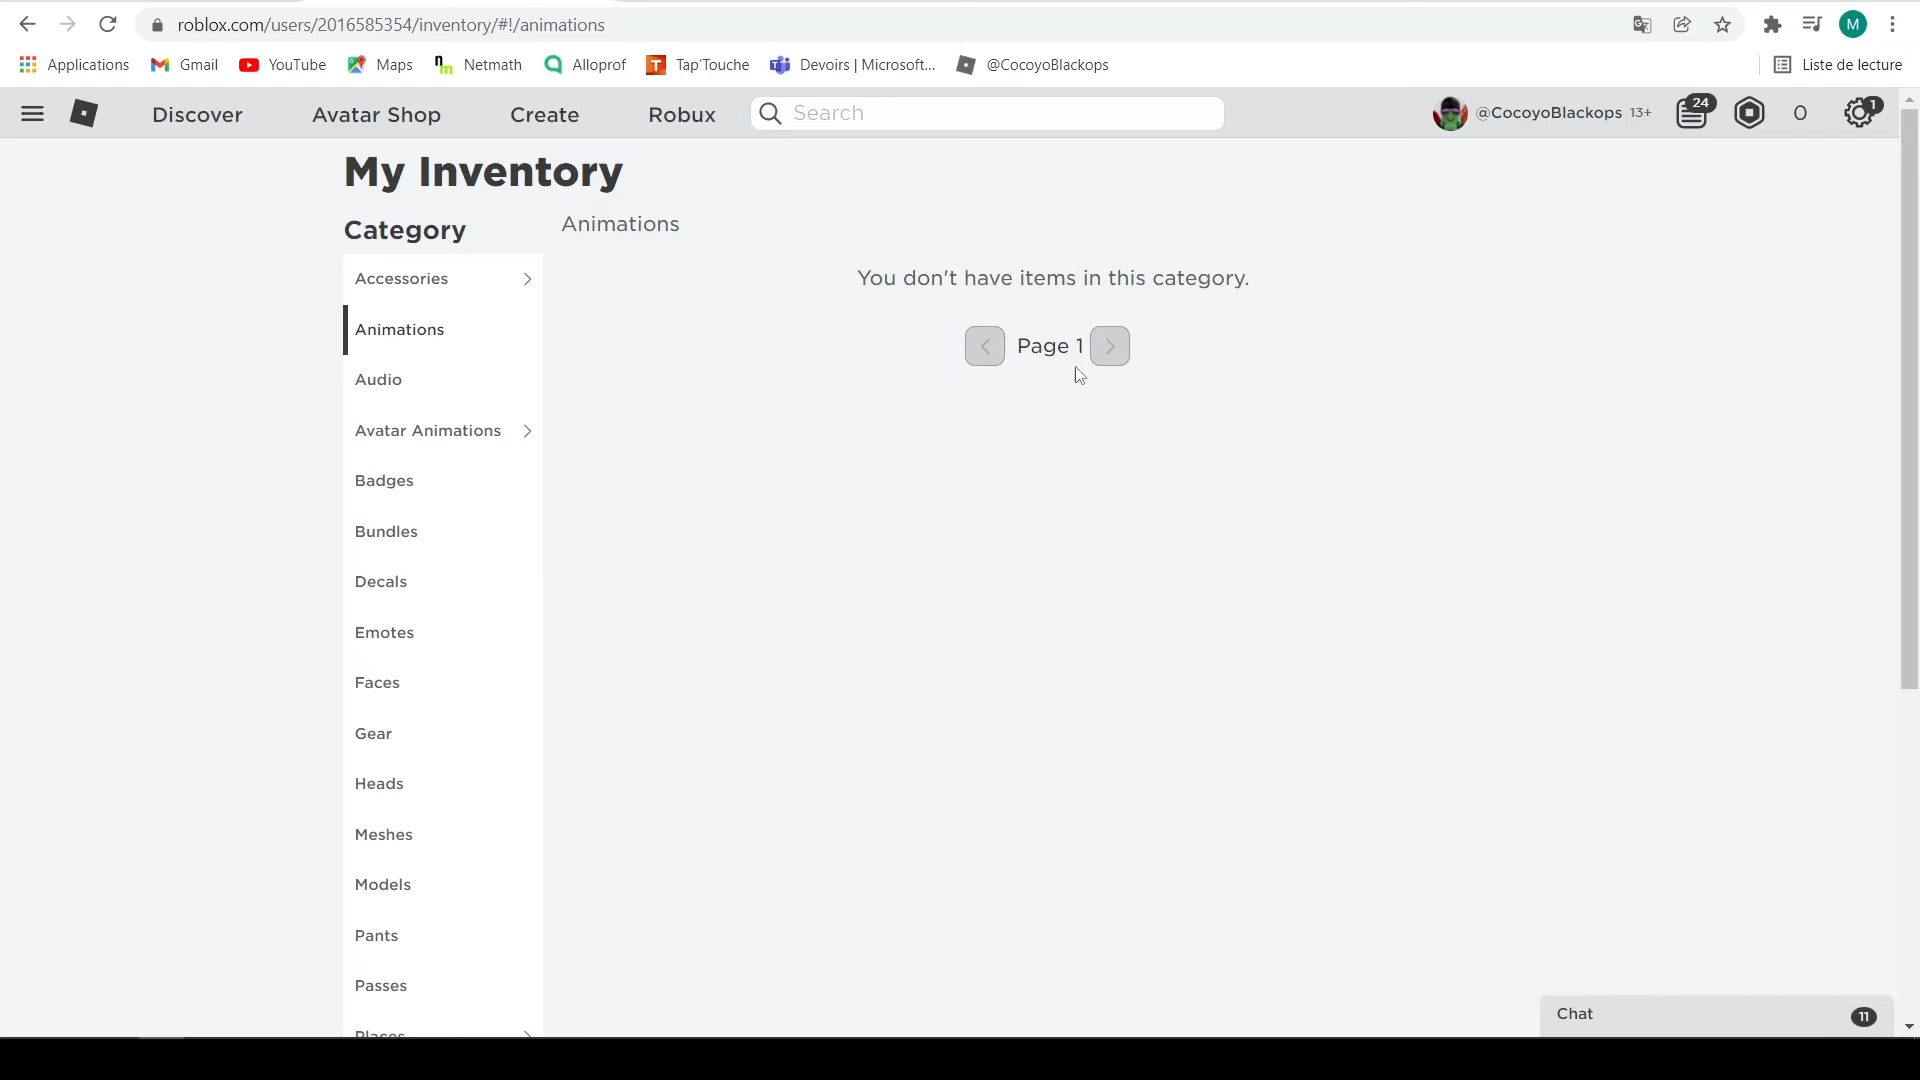 roblox.com/users/2016585354/inventory/#!/animations
M
Applications Gmail YouTube Maps Netmath Alloprof Tap'Touche Devoirs | Microsoft... @CocoyoBlackops Liste de lecture
Discover Avatar Shop Create Robux Search @CocoyoBlackops 13+ 24 0 1
My Inventory
Category
Animations
Accessories
You don't have items in this category.
Animations
Page 1
Audio
Avatar Animations
Badges
Bundles
Decals
Emotes
Faces
Gear
Heads
Meshes
Models
Pants
Passes
Places
Chat 11